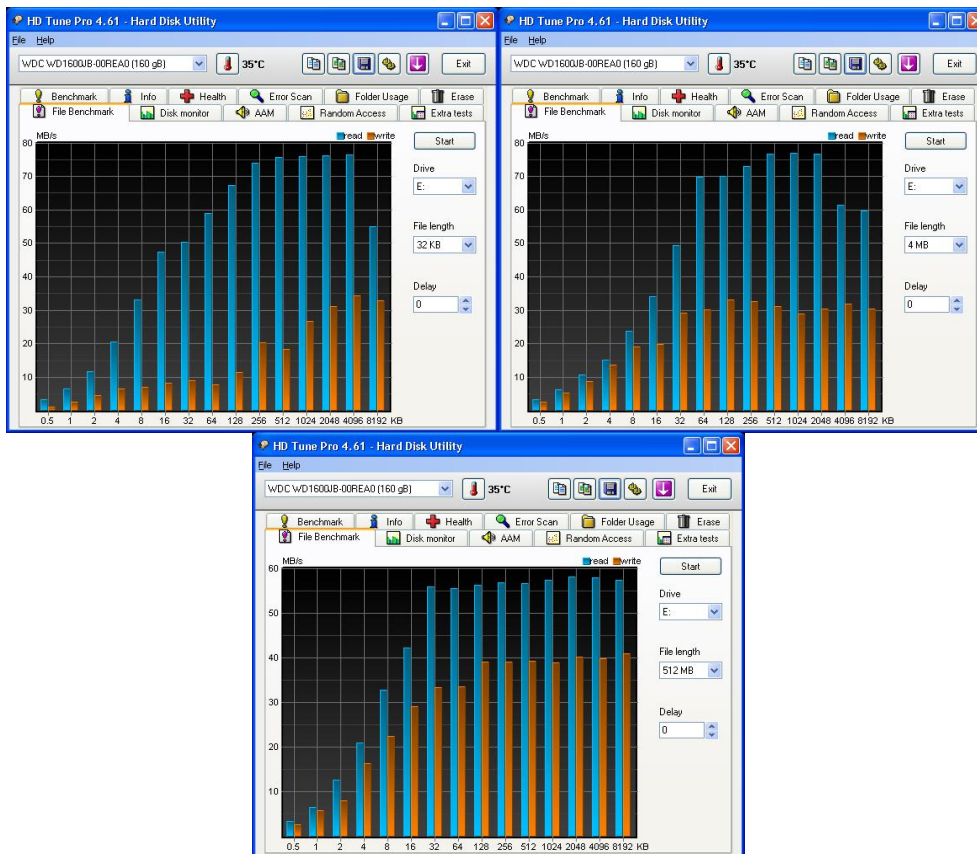 HD Tune Pro 4.61 - Hard Disk Utility
File Help
WDC WD1600JB-00REA0 (160 gB) 35°C Exit
Benchmark Info Health Error Scan Folder Usage Erase
File Benchmark Disk monitor AAM Random Access Extra tests
MB/s read write Start
80
Drive
70
E:
60
File length
50
32 KB
40
Delay
30
0
20
10
0.5 1 2 4 8 16 32 64 128 256 512 1024 2048 4096 8192 KB
HD Tune Pro 4.61 - Hard Disk Utility
File Help
WDC WD1600JB-00REA0 (160 gB) 35°C Exit
Benchmark Info Health Error Scan Folder Usage Erase
File Benchmark Disk monitor AAM Random Access Extra tests
MB/s read write Start
80
Drive
70
E:
60
File length
50
4 MB
40
Delay
30
0
20
10
0.5 1 2 4 8 16 32 64 128 256 512 1024 2048 4096 8192 KB
HD Tune Pro 4.61 - Hard Disk Utility
File Help
WDC WD1600JB-00REA0 (160 gB) 35°C Exit
Benchmark Info Health Error Scan Folder Usage Erase
File Benchmark Disk monitor AAM Random Access Extra tests
MB/s read write Start
60
Drive
50
E:
File length
40
512 MB
30
Delay
0
20
10
0.5 1 2 4 8 16 32 64 128 256 512 1024 2048 4096 8192 KB